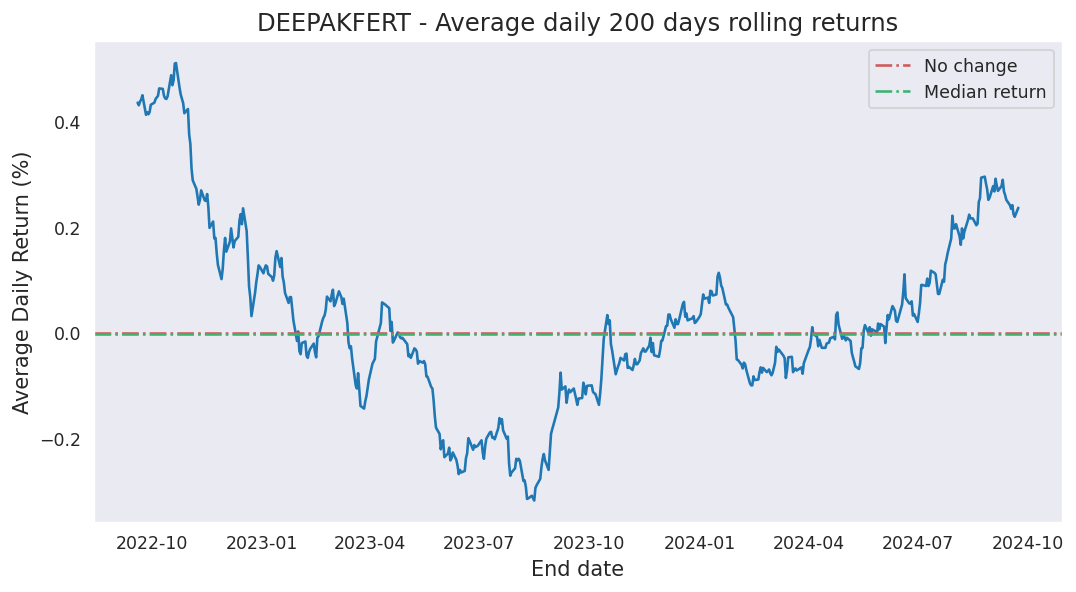 DEEPAKFERT - Average daily 200 days rolling returns
No change
Median return
Average Daily Return (%)
0.4
0.2
0.0
−0.2
2022-10 2023-01 2023-04 2023-07 2023-10 2024-01 2024-04 2024-07 2024-10
End date